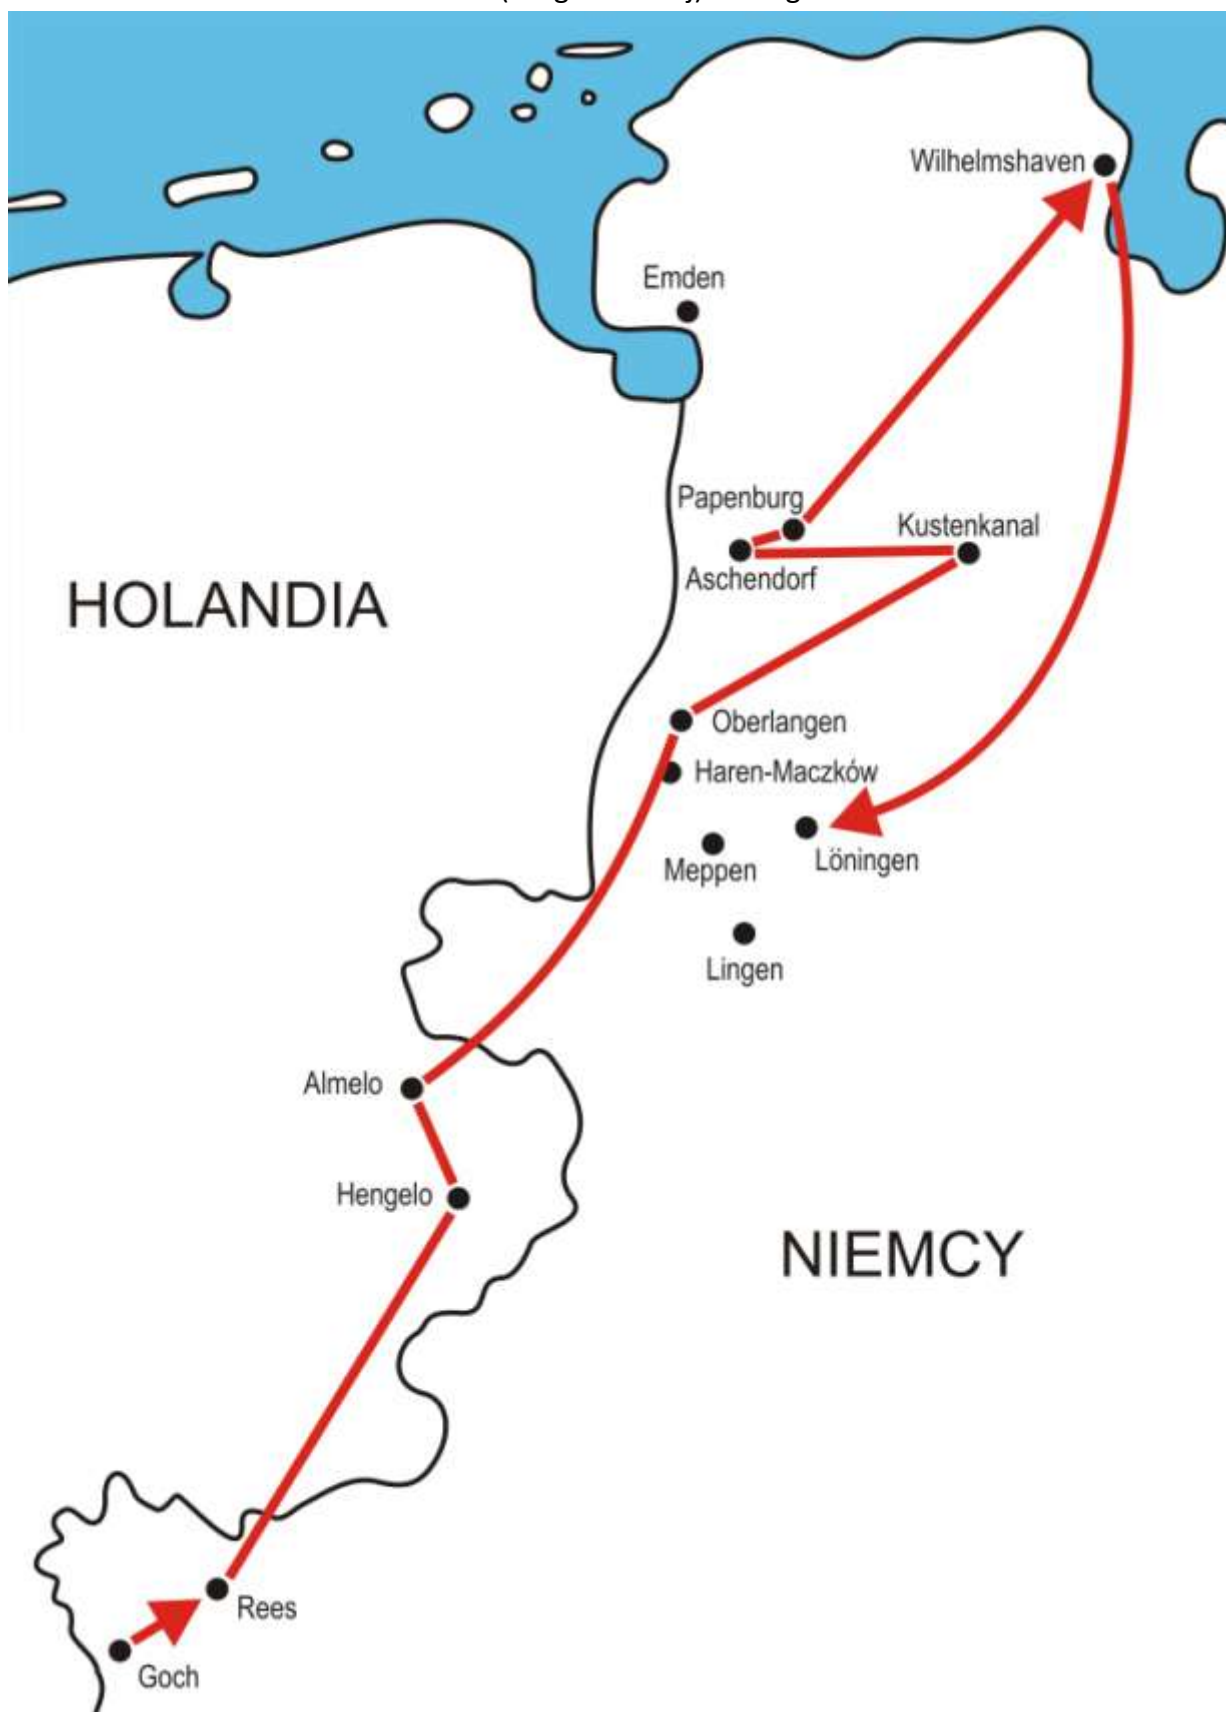 Wilhelmshaven
Emden
Papenburg
Kustenkanal
Aschendorf
HOLANDIA
Oberlangen
Haren-Maczków
Löningen
Meppen
Lingen
Almelo
Hengelo
NIEMCY
Rees
Goch